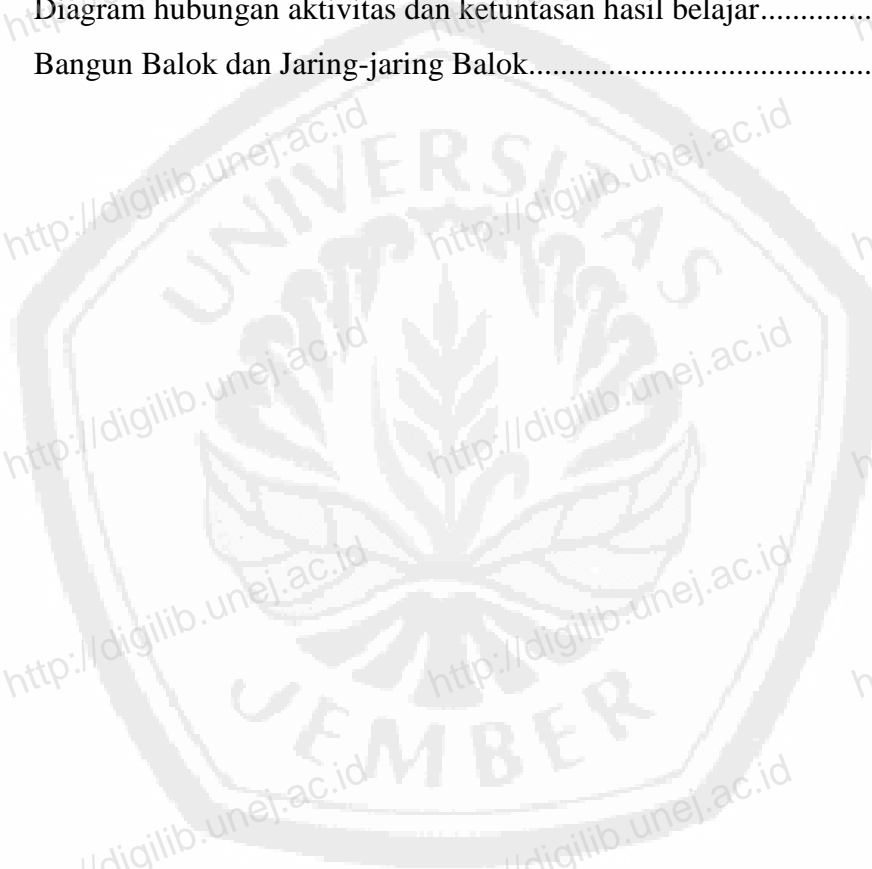 Diagram hubungan aktivitas dan ketuntasan hasil belajar..............
Bangun Balok dan Jaring-jaring Balok.........................................
UNIVERSITAS
JEMBER
http://digilib.unej.ac.id
http://digilib.unej.ac.id
http://digilib.unej.ac.id
http://digilib.unej.ac.id
http://digilib.unej.ac.id
http://digilib.unej.ac.id
//digilib.unej.ac.id
//digilib.unej.ac.id